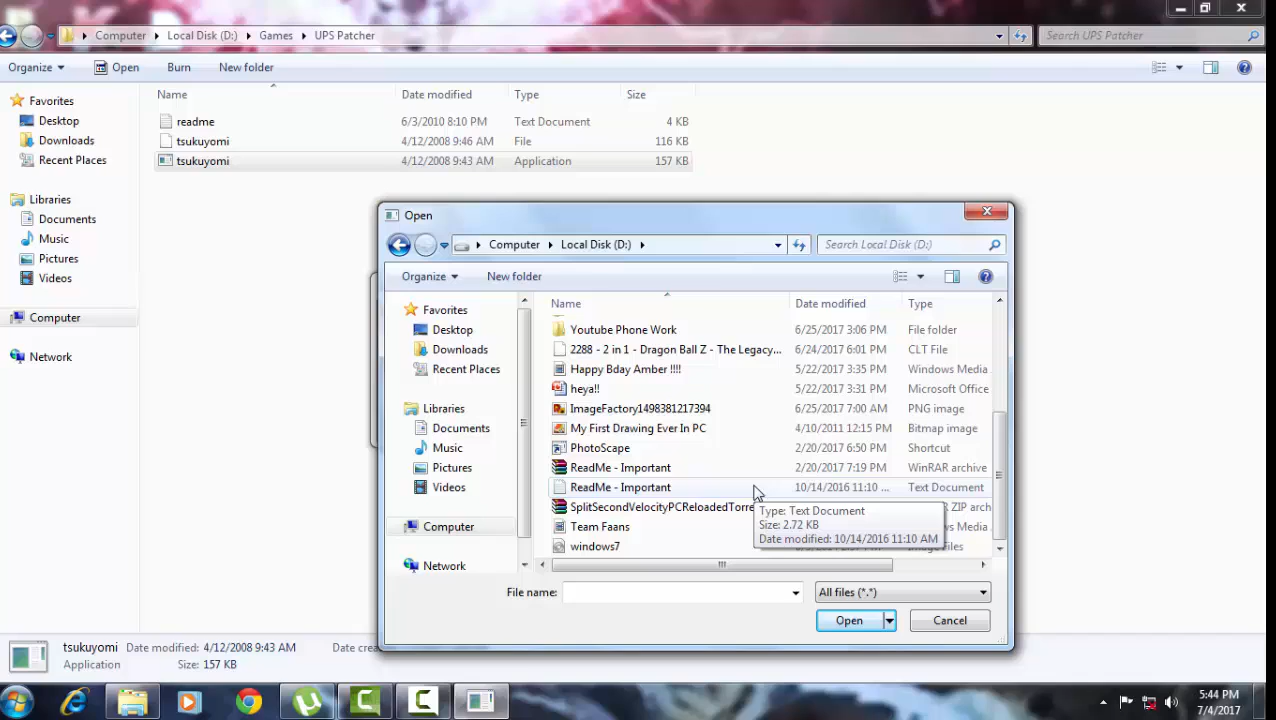 Computer Local Disk (D:) Games UPS Patcher Search UPS Patcher
Organize Open Burn New folder
Name Date modified Type Size
Favorites
Desktop
Downloads
Recent Places
Libraries
Documents
Music
Pictures
Videos
Computer
Network
readme 6/3/2010 8:10 PM Text Document 4 KB
tsukuyomi 4/12/2008 9:46 AM File 116 KB
tsukuyomi 4/12/2008 9:43 AM Application 157 KB
Open
Computer Local Disk (D:) Search Local Disk (D:)
Organize New folder
Name Date modified Type
Favorites
Desktop
Downloads
Recent Places
Libraries
Documents
Music
Pictures
Videos
Computer
Network
Youtube Phone Work 6/25/2017 3:06 PM File folder
2288 - 2 in 1 - Dragon Ball Z - The Legacy... 6/24/2017 6:01 PM CLT File
Happy Bday Amber !!!! 5/22/2017 3:35 PM Windows Media
heya!! 5/22/2017 3:31 PM Microsoft Office
ImageFactory1498381217394 6/25/2017 7:00 AM PNG image
My First Drawing Ever In PC 4/10/2011 12:15 PM Bitmap image
PhotoScape 2/20/2017 6:50 PM Shortcut
ReadMe - Important 2/20/2017 7:19 PM WinRAR archive
ReadMe - Important 10/14/2016 11:10 ... Text Document
SplitSecondVelocityPCReloadedTorre ZIP arch
Team Faans Media
windows7 files
Type: Text Document
Size: 2.72 KB
Date modified: 10/14/2016 11:10 AM
File name: All files (*.*)
Open Cancel
tsukuyomi Date modified: 4/12/2008 9:43 AM Date crea
Application Size: 157 KB
5:44 PM
7/4/2017